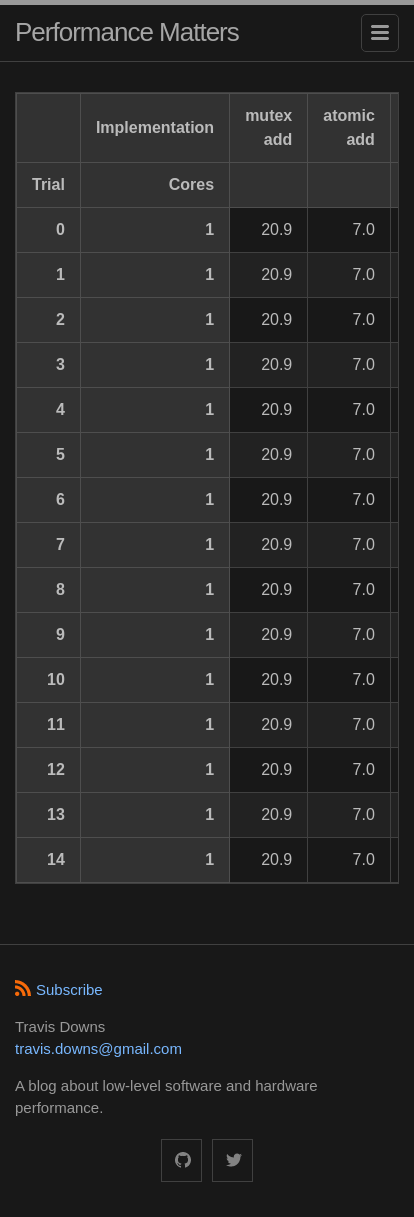 Performance Matters
Implementation mutex add atomic add
Trial Cores
0 1 20.9 7.0
1 1 20.9 7.0
2 1 20.9 7.0
3 1 20.9 7.0
4 1 20.9 7.0
5 1 20.9 7.0
6 1 20.9 7.0
7 1 20.9 7.0
8 1 20.9 7.0
9 1 20.9 7.0
10 1 20.9 7.0
11 1 20.9 7.0
12 1 20.9 7.0
13 1 20.9 7.0
14 1 20.9 7.0
Subscribe
Travis Downs
travis.downs@gmail.com
A blog about low-level software and hardware
performance.